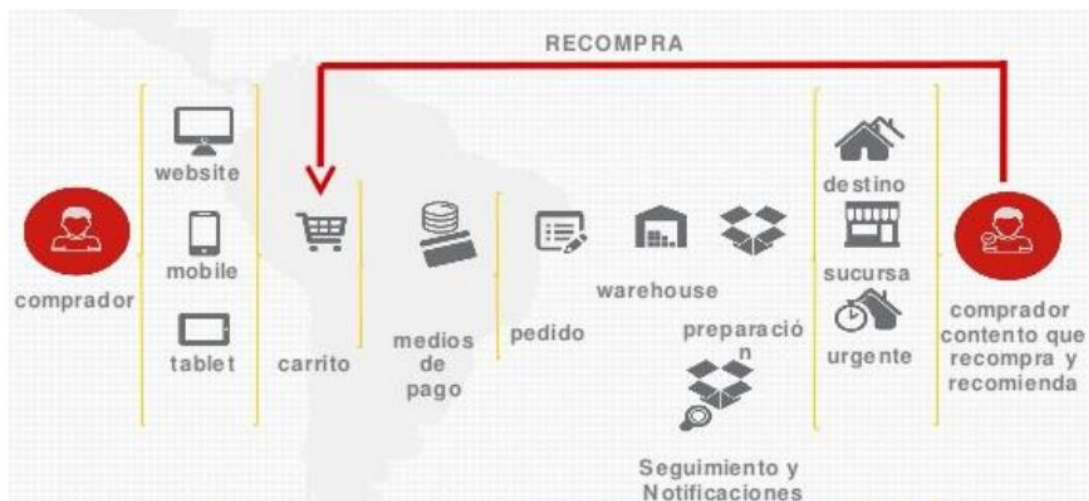 RECOMPRA
comprador
website
mobile
tablet
carrito
medios
de
pago
pedido
warehouse
preparació
n
Seguimiento y
Notificaciones
destino
sucursa
urgente
comprador
contento que
recompra y
recomienda